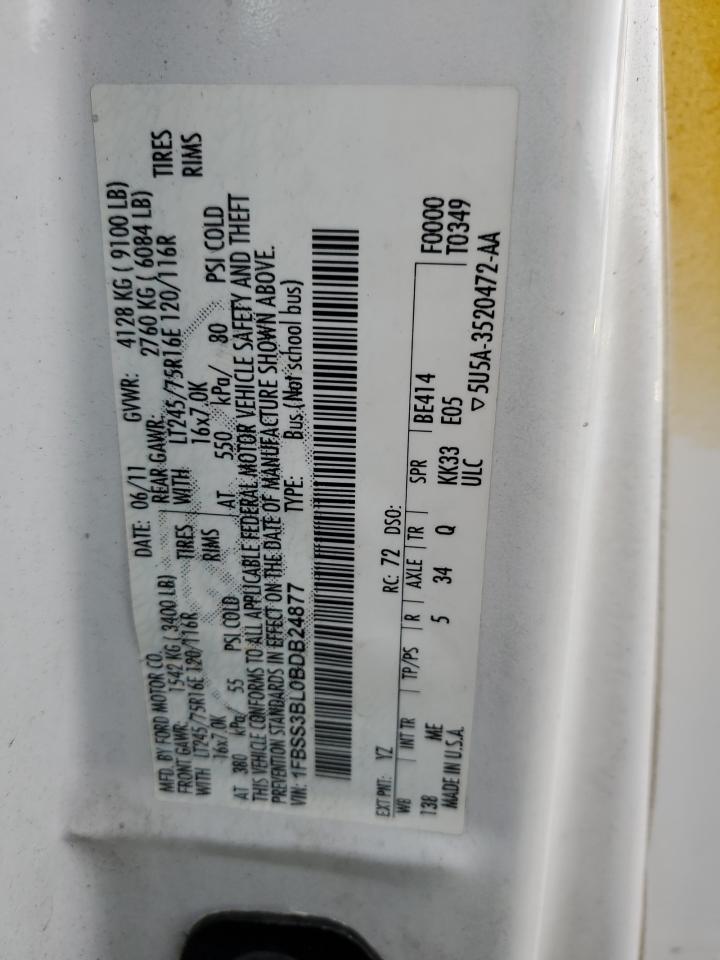 MFD. BY FORD MOTOR CO. DATE: 06/11 GVWR: 4128 KG ( 9100 LB)
FRONT GAWR: 1542 KG ( 3400 LB) REAR GAWR: 2760 KG ( 6084 LB)
WITH LT245/75R16E 120/116R TIRES WITH LT245/75R16E 120/116R TIRES
16x7.0K RIMS 16x7.0K RIMS
AT 380 kPa/ 55 PSI COLD AT 550 kPa/ 80 PSI COLD
THIS VEHICLE CONFORMS TO ALL APPLICABLE FEDERAL MOTOR VEHICLE SAFETY AND THEFT
PREVENTION STANDARDS IN EFFECT ON THE DATE OF MANUFACTURE SHOWN ABOVE.
VIN: 1FBSS3BL0BDB24877 TYPE: Bus (Not school bus)
EXT PNT: YZ RC: 72 DSO: F0000
WB INT TR TP/PS R AXLE TR SPR BE414 T0349
138 ME 5 34 Q KK33 E05
MADE IN U.S.A. ULC ▽5U5A-3520472-AA